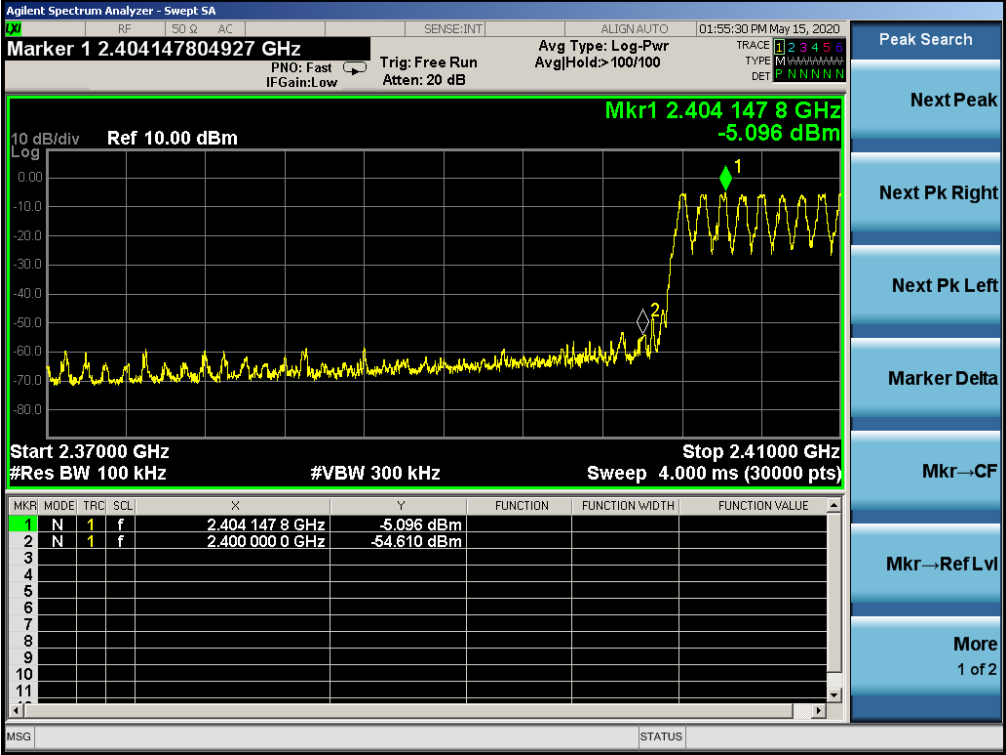 Agilent Spectrum Analyzer - Swept SA
LXI RF 50 Ω AC SENSE:INT ALIGN AUTO 01:55:30 PM May 15, 2020
Marker 1 2.404147804927 GHz
PNO: Fast
IFGain:Low
Trig: Free Run
Atten: 20 dB
Avg Type: Log-Pwr
Avg|Hold:>100/100
TRACE 1 2 3 4 5 6
TYPE M WWWWW
DET P N N N N N
Mkr1 2.404 147 8 GHz
-5.096 dBm
10 dB/div Ref 10.00 dBm
Log
1
0.00
-10.0
-20.0
-30.0
-40.0
-50.0
2
-60.0
-70.0
-80.0
Start 2.37000 GHz Stop 2.41000 GHz
#Res BW 100 kHz #VBW 300 kHz Sweep 4.000 ms (30000 pts)
MKR MODE TRC SCL X Y FUNCTION FUNCTION WIDTH FUNCTION VALUE
1 N 1 f 2.404 147 8 GHz -5.096 dBm
2 N 1 f 2.400 000 0 GHz -54.610 dBm
3
4
5
6
7
8
9
10
11
MSG STATUS
Peak Search
Next Peak
Next Pk Right
Next Pk Left
Marker Delta
Mkr→CF
Mkr→Ref Lvl
More
1 of 2